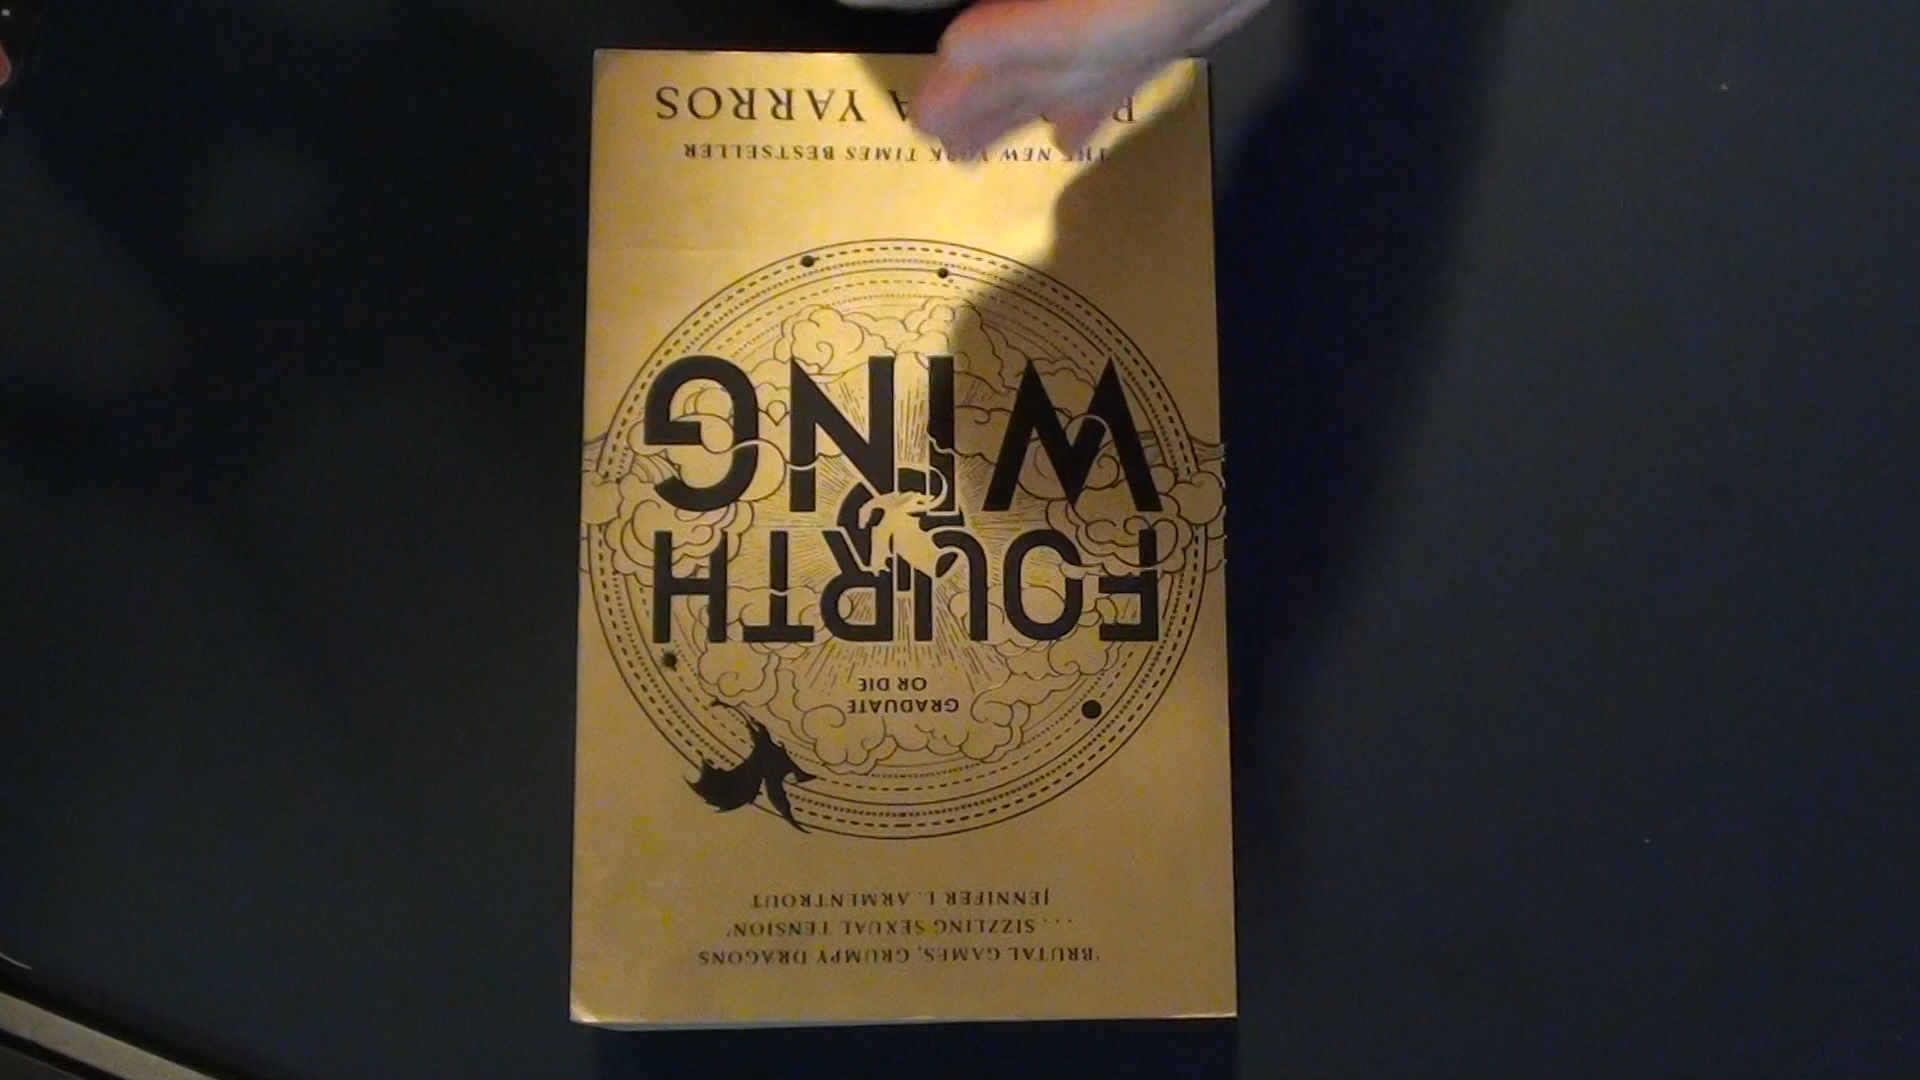 'BRUTAL GAMES, GRUMPY DRAGONS
... SIZZLING SEXUAL TENSION'
JENNIFER L. ARMENTROUT
GRADUATE
OR DIE
FOURTH
WING
THE NEW YORK TIMES BESTSELLER
YARROS